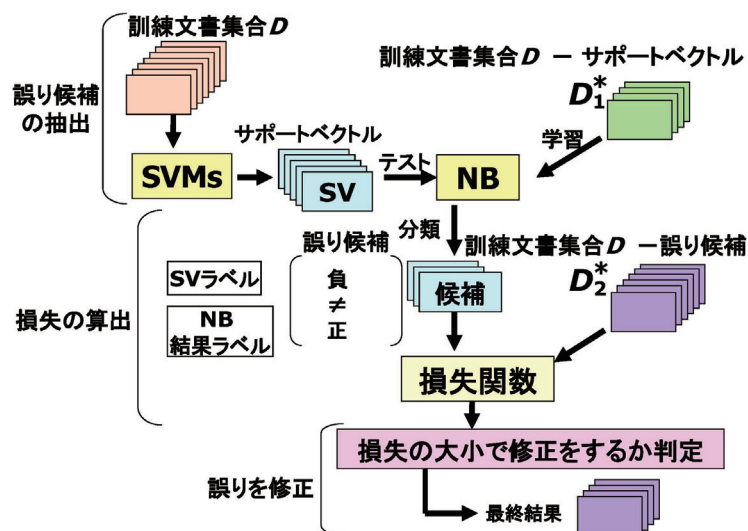 訓練文書集合D
誤り候補
の抽出
訓練文書集合D － サポートベクトル
D₁*
学習
サポートベクトル
テスト
SVMs
SV
NB
分類
誤り候補
訓練文書集合D －誤り候補
D₂*
SVラベル
負
≠
正
候補
損失の算出
NB
結果ラベル
損失関数
損失の大小で修正をするか判定
誤りを修正
最終結果